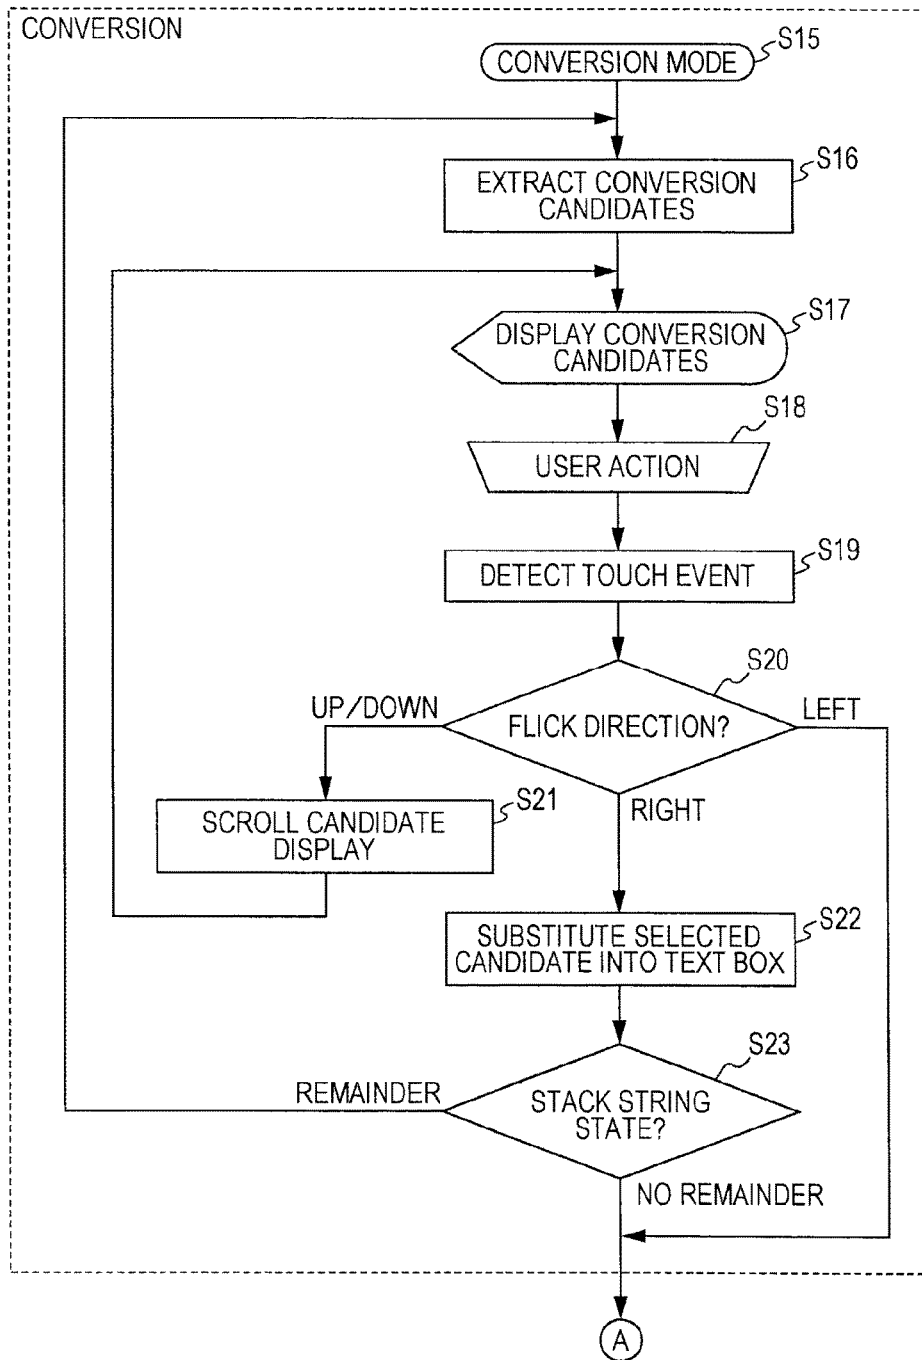 CONVERSION
CONVERSION MODE
S15
EXTRACT CONVERSION
CANDIDATES
S16
DISPLAY CONVERSION
CANDIDATES
S17
USER ACTION
S18
DETECT TOUCH EVENT
S19
FLICK DIRECTION?
S20
UP/DOWN
LEFT
RIGHT
SCROLL CANDIDATE
DISPLAY
S21
SUBSTITUTE SELECTED
CANDIDATE INTO TEXT BOX
S22
STACK STRING
STATE?
S23
REMAINDER
NO REMAINDER
A